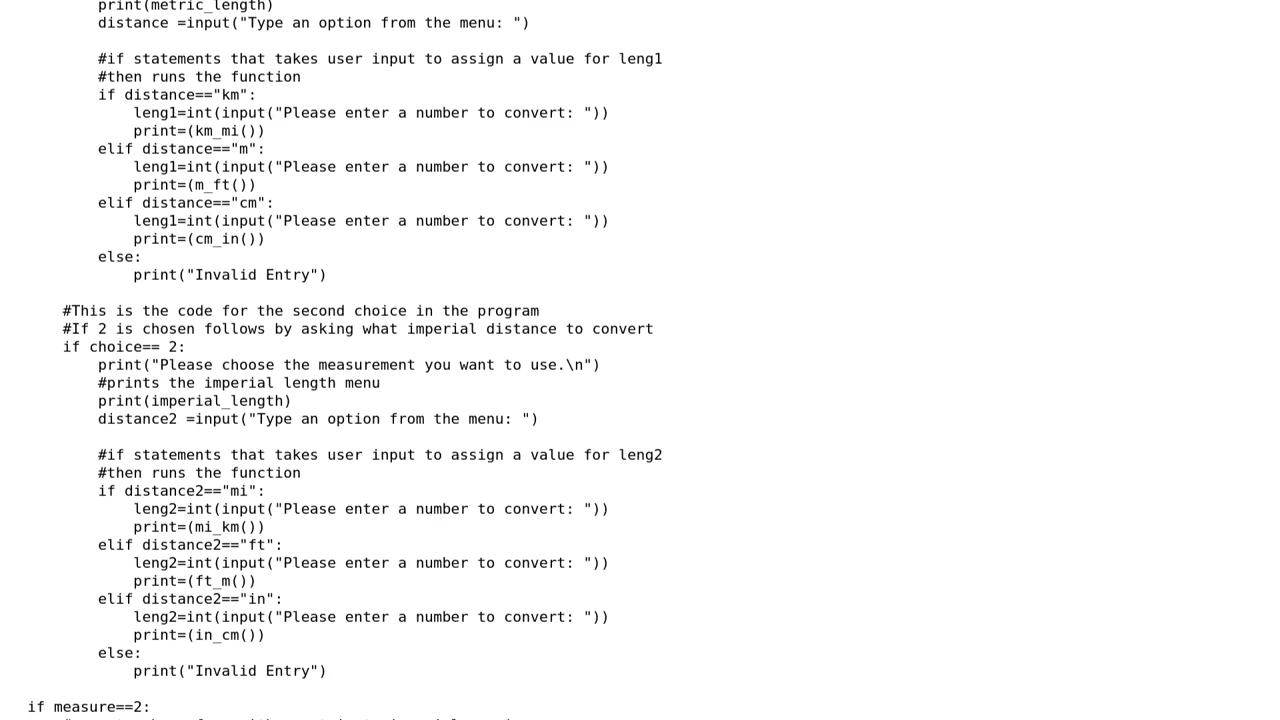 print(metric_length)
distance =input("Type an option from the menu: ")
#if statements that takes user input to assign a value for leng1
#then runs the function
if distance=="km":
leng1=int(input("Please enter a number to convert: "))
print=(km_mi())
elif distance=="m":
leng1=int(input("Please enter a number to convert: "))
print=(m_ft())
elif distance=="cm":
leng1=int(input("Please enter a number to convert: "))
print=(cm_in())
else:
print("Invalid Entry")
#This is the code for the second choice in the program
#If 2 is chosen follows by asking what imperial distance to convert
if choice== 2:
print("Please choose the measurement you want to use.\n")
#prints the imperial length menu
print(imperial_length)
distance2 =input("Type an option from the menu: ")
#if statements that takes user input to assign a value for leng2
#then runs the function
if distance2=="mi":
leng2=int(input("Please enter a number to convert: "))
print=(mi_km())
elif distance2=="ft":
leng2=int(input("Please enter a number to convert: "))
print=(ft_m())
elif distance2=="in":
leng2=int(input("Please enter a number to convert: "))
print=(in_cm())
else:
print("Invalid Entry")
if measure==2: